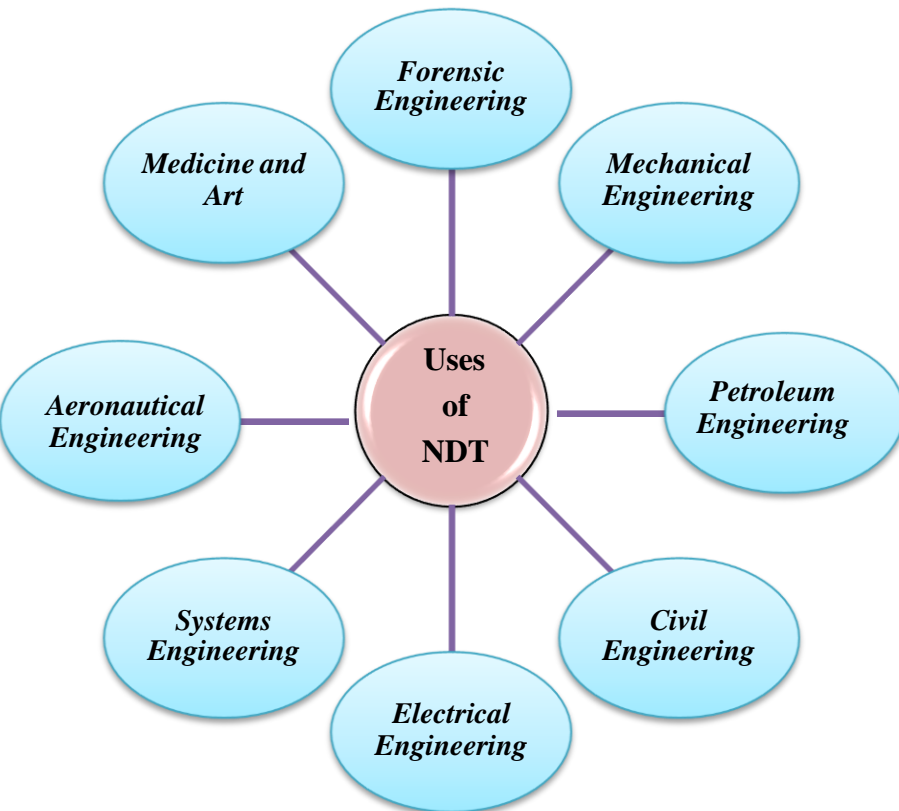 Forensic
Engineering
Medicine and
Art
Mechanical
Engineering
Uses
of
NDT
Aeronautical
Engineering
Petroleum
Engineering
Systems
Engineering
Civil
Engineering
Electrical
Engineering